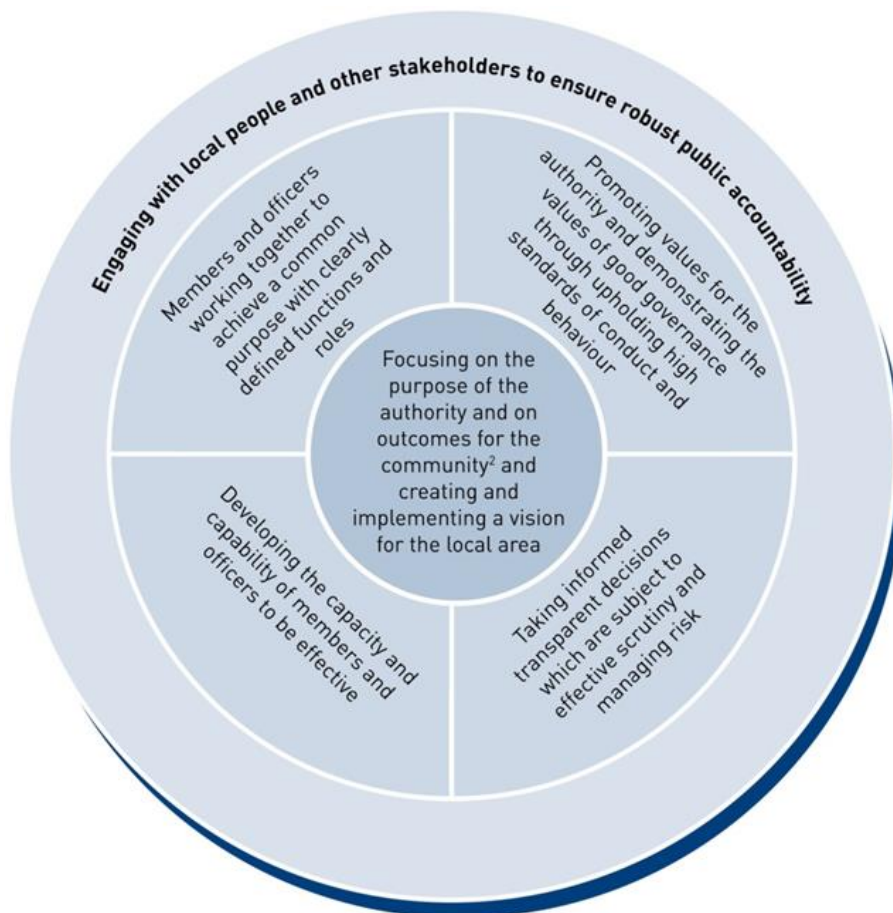 Engaging with local people and other stakeholders to ensure robust public accountability
Members and officers
working together to
achieve a common
purpose with clearly
defined functions and
roles
Promoting values for the
authority and demonstrating the
values of good governance
through upholding high
standards of conduct and
behaviour
Focusing on the
purpose of the
authority and on
outcomes for the
community² and
creating and
implementing a vision
for the local area
Developing the capacity and
capability of members and
officers to be effective
Taking informed
transparent decisions
which are subject to
effective scrutiny and
managing risk